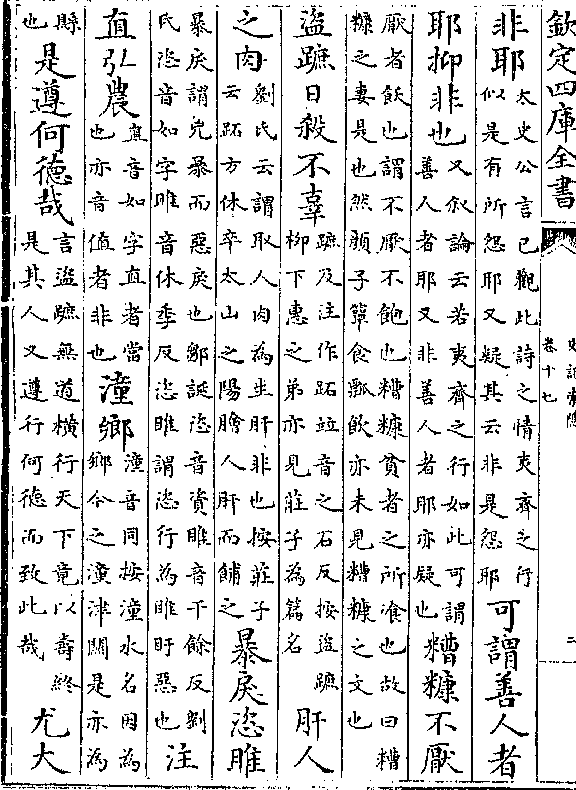 欽定四庫全書
史記索隱
卷十七
二
非耶太史公言已觀此詩之情夷齊之行似是有所怨耶又疑其云非是怨耶可謂善人者
耶抑非也又叙論云若夷齊之行如此可謂善人者耶又非善人者耶亦疑也糟糠不厭
厭者飫也謂不厭不飽也糟糠貧者之所飡也故曰糟糠之妻是也然顔子簞食瓢飲亦未見糟糠之文也
盜蹠日殺不辜蹠及注作跖竝音之石反按盜蹠柳下惠之弟亦見莊子為篇名肝人
之肉劉氏云謂取人肉為生肝非也按莊子云跖方休卒太山之陽膾人肝而餔之暴戾恣睢
暴戾謂兇暴而惡戾也鄒誕恣音資睢音千餘反劉氏恣音如字睢音休季反恣睢謂恣行為睢盱惡也注
直弘農直音如字直者當也亦音值者非也潼鄉潼音同按潼水名因為鄉今之潼津關是亦為
縣也是遵何德哉言盜蹠無道橫行天下竟以壽終是其人又遵行何德而致此哉尤大